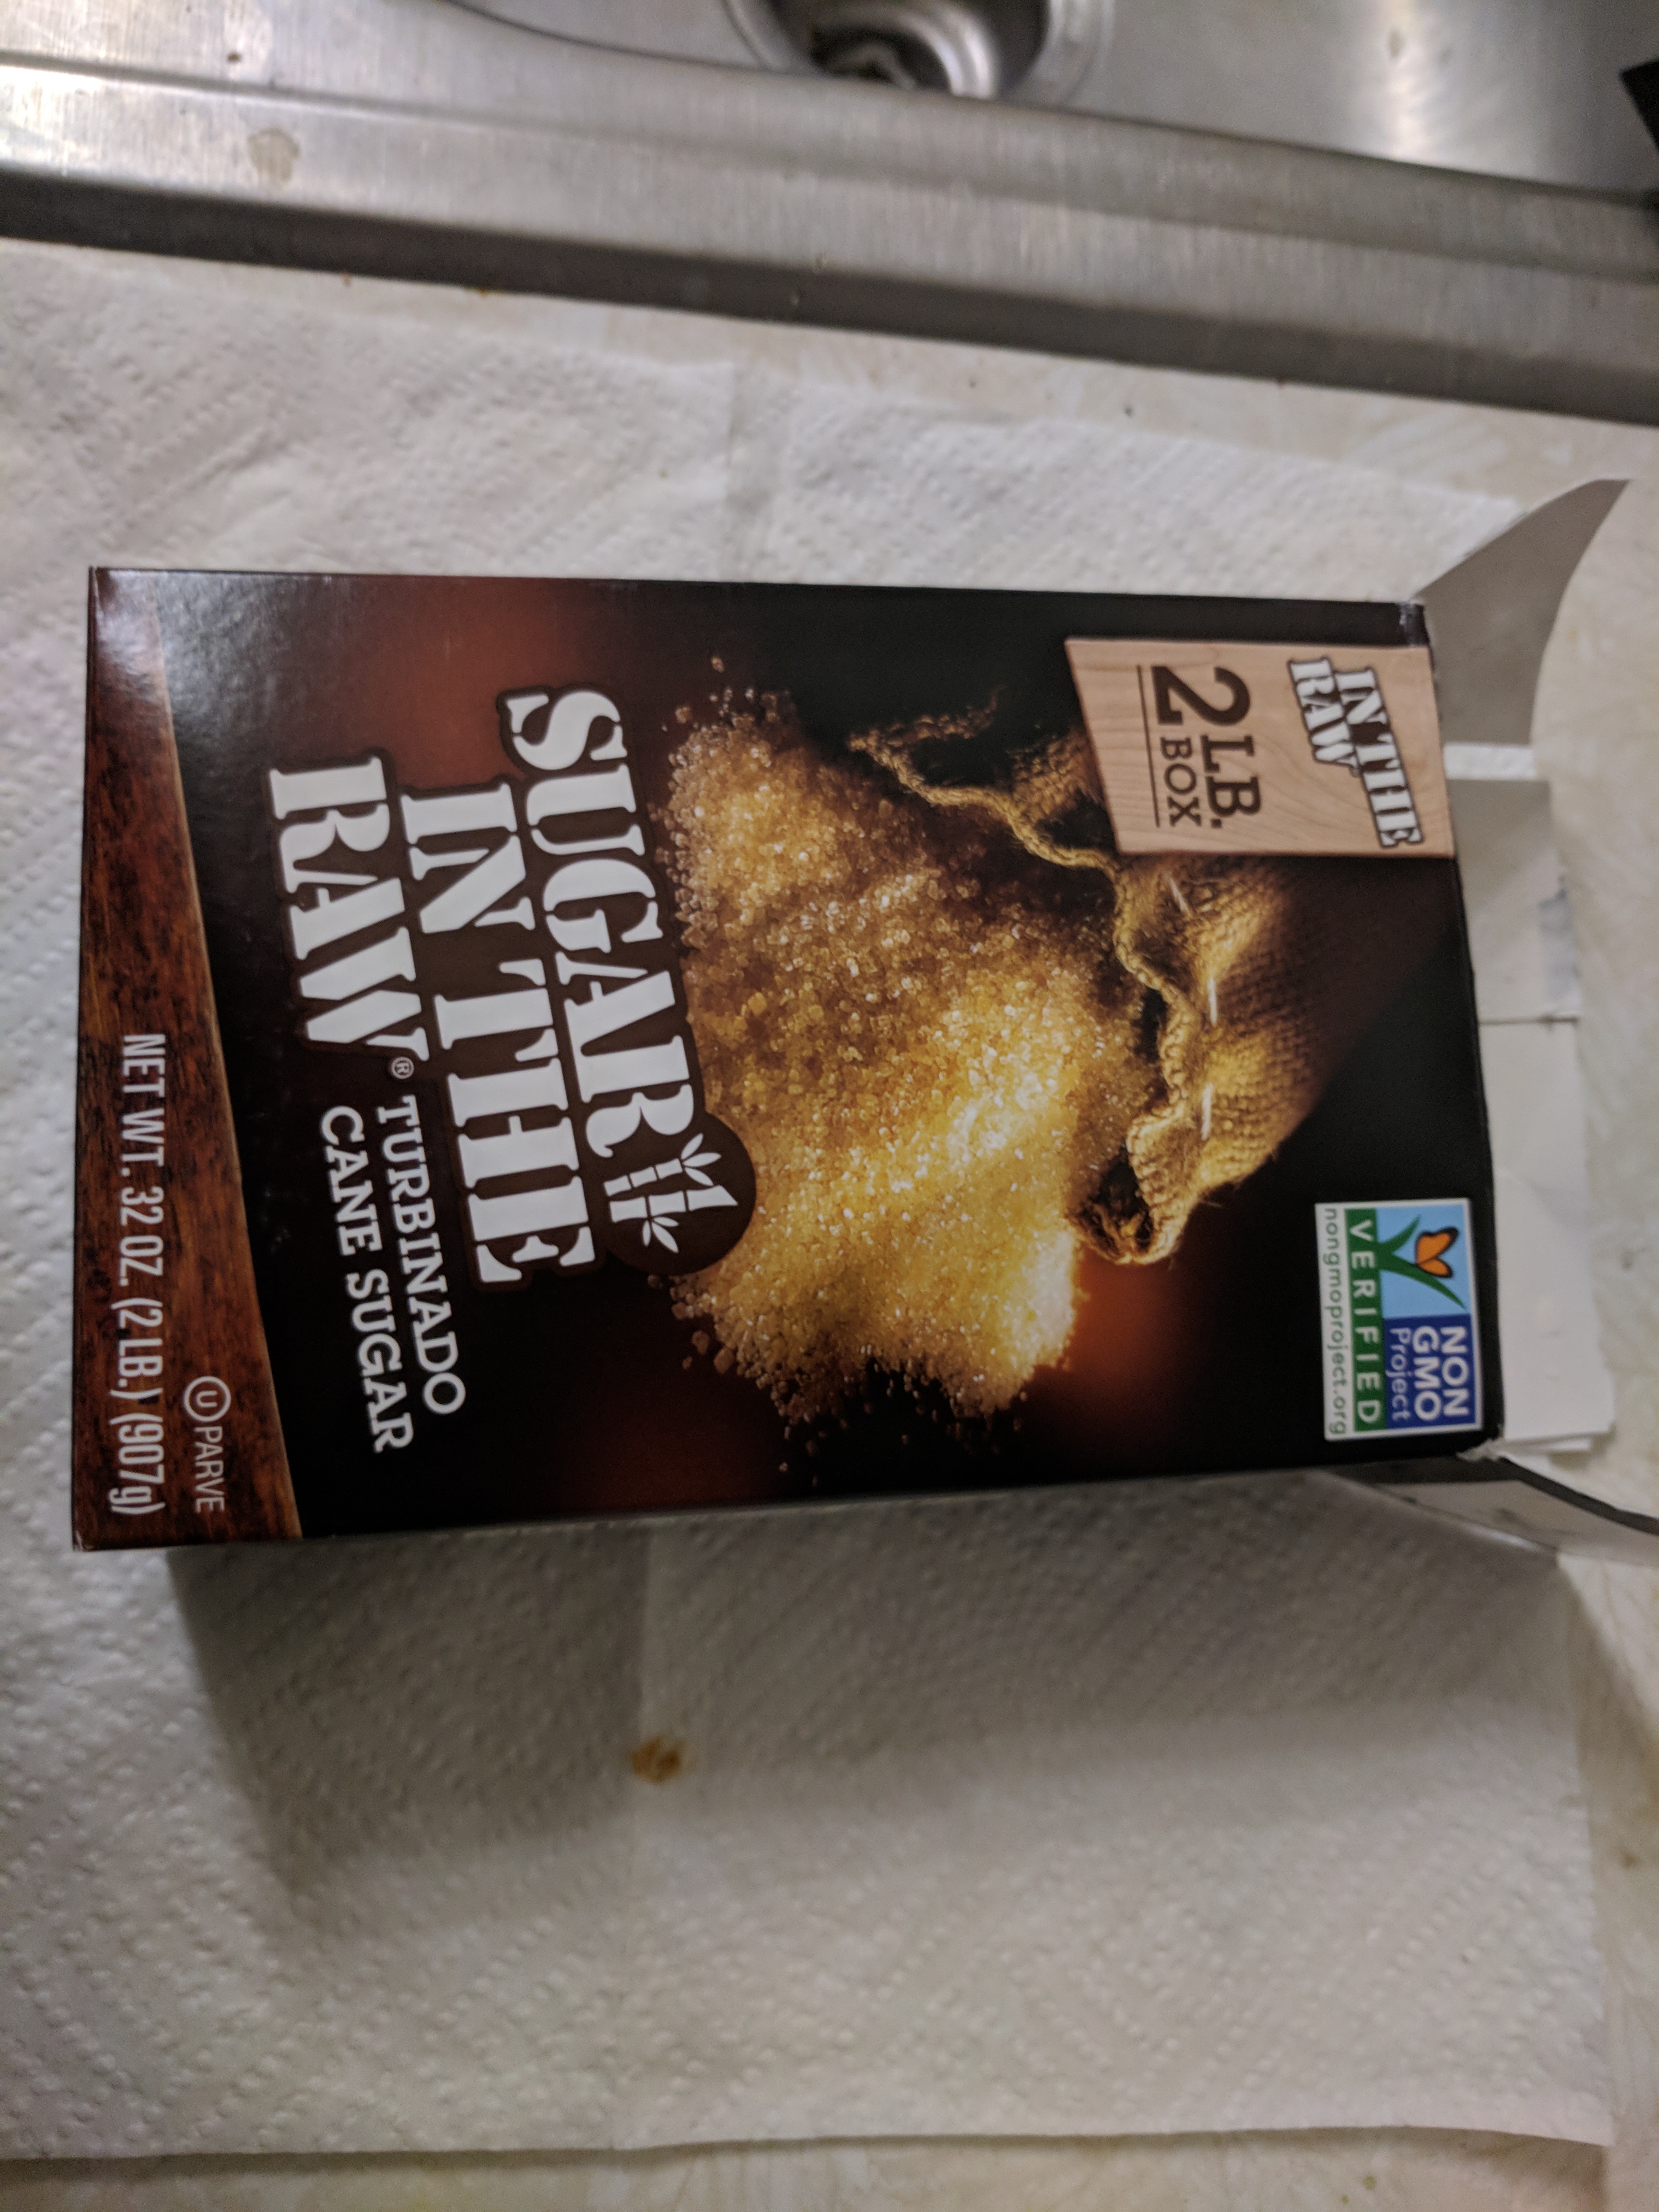 IN THE
RAW
2 LB.
BOX
NON
GMO
Project
VERIFIED
nongmoproject.org
SUGAR
IN THE
RAW®
TURBINADO
CANE SUGAR
U PARVE
NET WT. 32 OZ. (2 LB.) (907g)